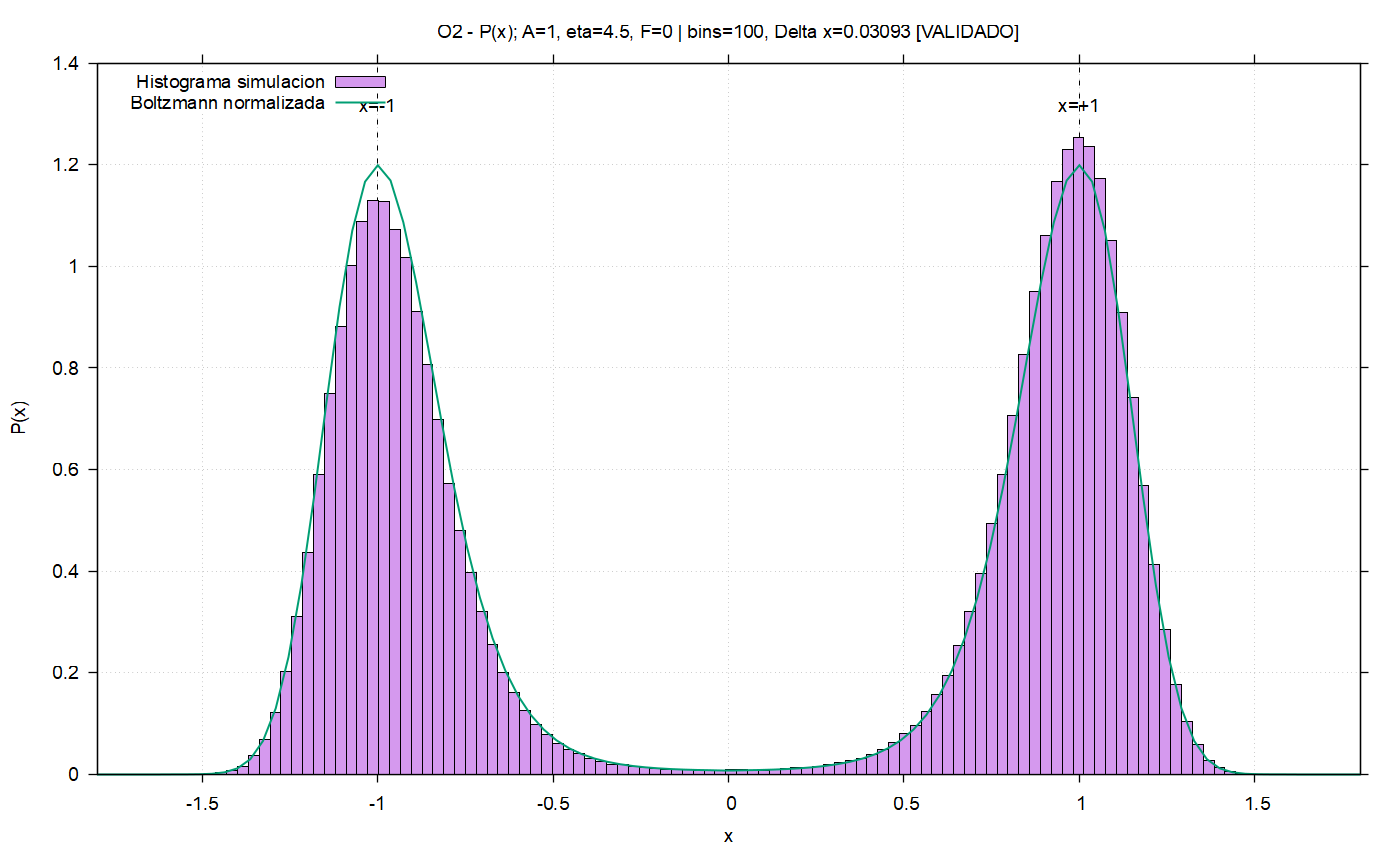 O2 - P(x); A=1, eta=4.5, F=0 | bins=100, Delta x=0.03093 [VALIDADO]
Histograma simulacion
Boltzmann normalizada
x=-1
x=+1
1.4
1.2
1
0.8
0.6
0.4
0.2
0
P(x)
-1.5
-1
-0.5
0
0.5
1
1.5
x